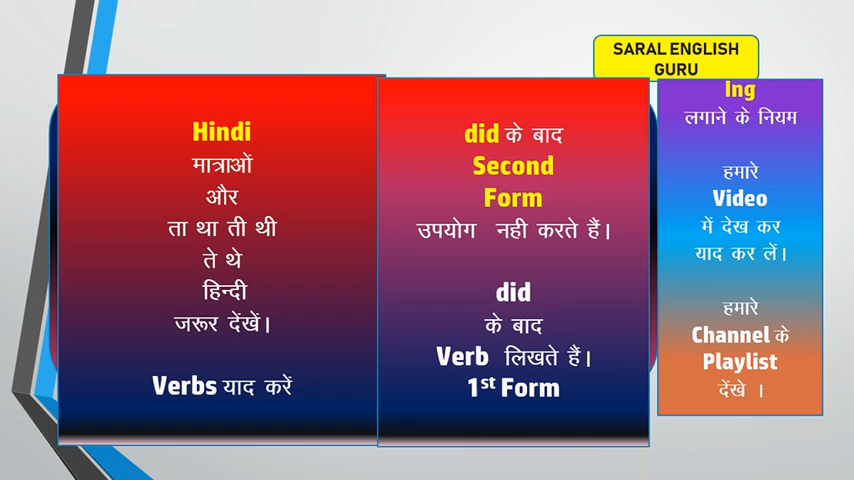 SARAL ENGLISH
GURU
Hindi
मात्राओं
और
ता था ती थी
ते थे
हिन्दी
जरूर देंखें।
Verbs याद करें
did के बाद
Second
Form
उपयोग नही करते हैं।
did
के बाद
Verb लिखते हैं।
1st Form
Ing
लगाने के नियम
हमारे
Video
में देख कर
याद कर लें।
हमारे
Channel के
Playlist
देंखे ।